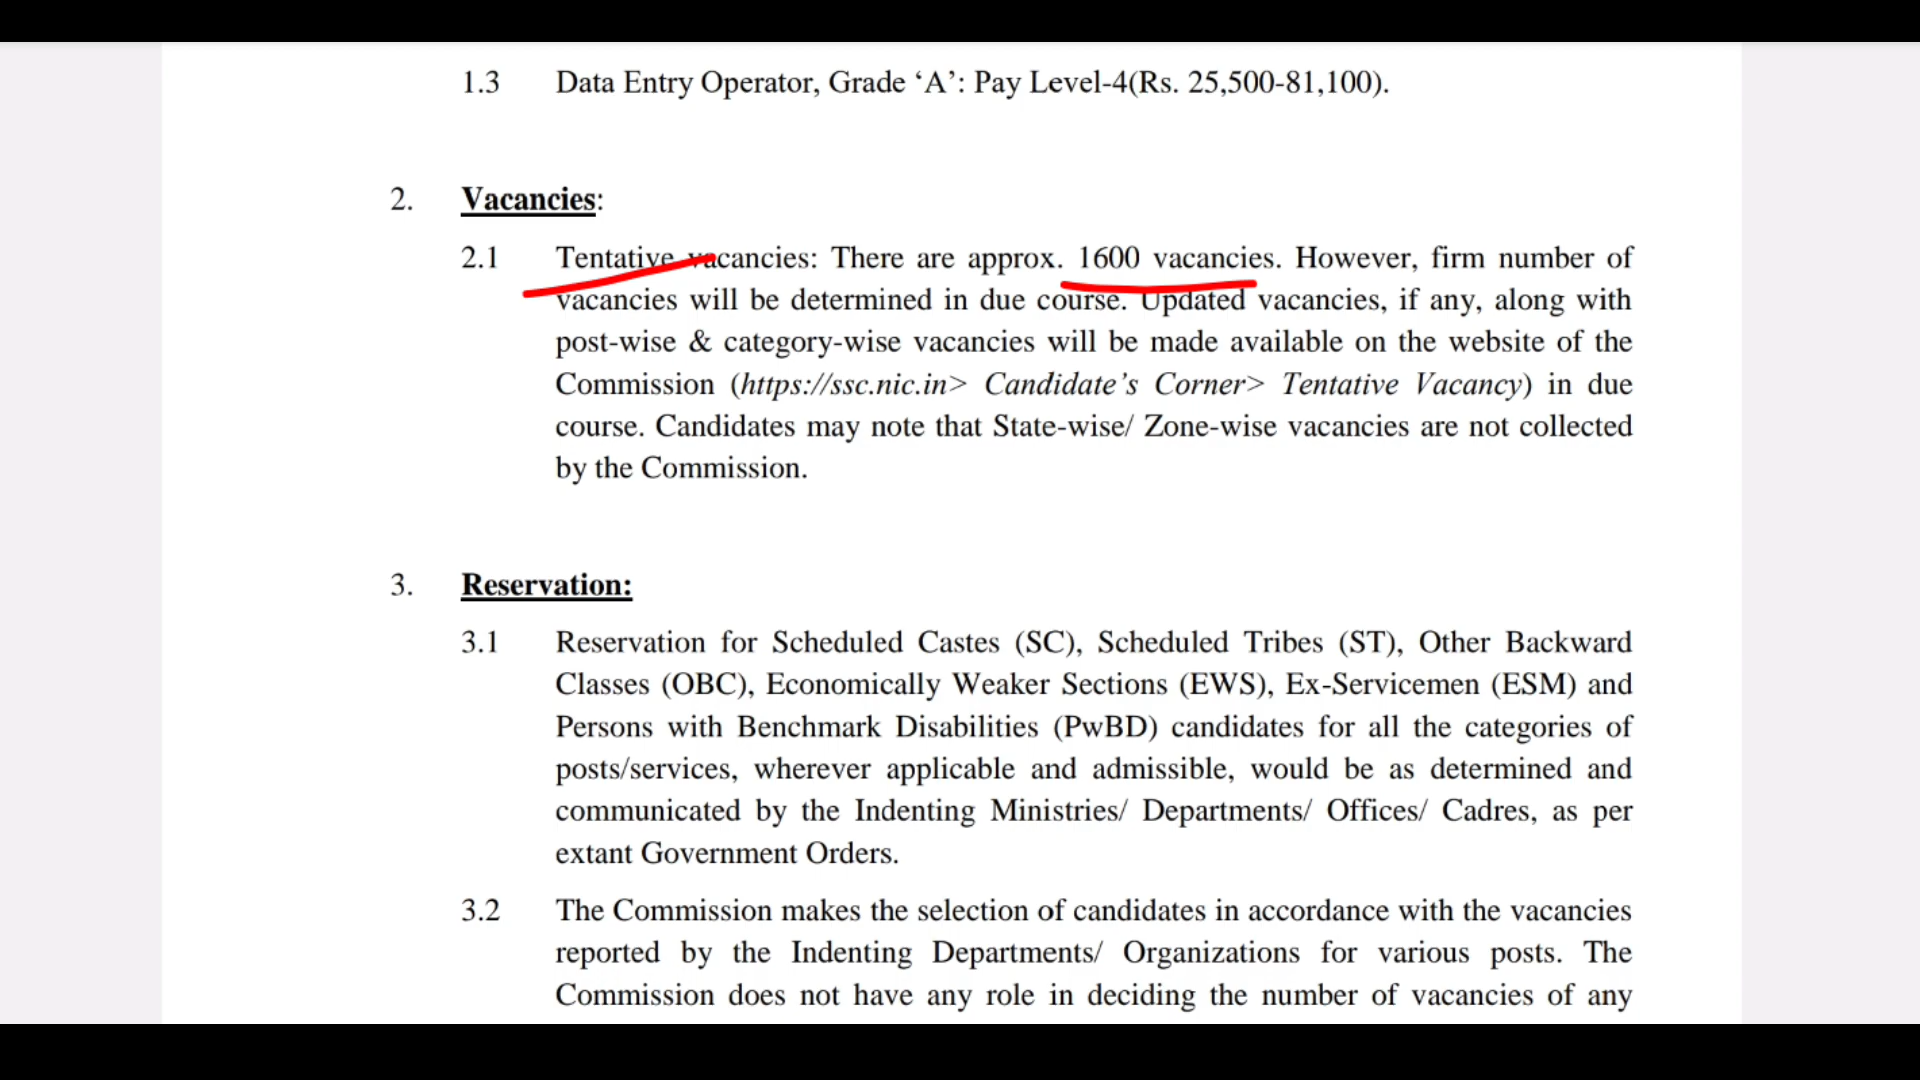 1.3 Data Entry Operator, Grade ‘A’: Pay Level-4(Rs. 25,500-81,100).
2. Vacancies:
2.1 Tentative vacancies: There are approx. 1600 vacancies. However, firm number of
vacancies will be determined in due course. Updated vacancies, if any, along with
post-wise & category-wise vacancies will be made available on the website of the
Commission (https://ssc.nic.in> Candidate’s Corner> Tentative Vacancy) in due
course. Candidates may note that State-wise/ Zone-wise vacancies are not collected
by the Commission.
3. Reservation:
3.1 Reservation for Scheduled Castes (SC), Scheduled Tribes (ST), Other Backward
Classes (OBC), Economically Weaker Sections (EWS), Ex-Servicemen (ESM) and
Persons with Benchmark Disabilities (PwBD) candidates for all the categories of
posts/services, wherever applicable and admissible, would be as determined and
communicated by the Indenting Ministries/ Departments/ Offices/ Cadres, as per
extant Government Orders.
3.2 The Commission makes the selection of candidates in accordance with the vacancies
reported by the Indenting Departments/ Organizations for various posts. The
Commission does not have any role in deciding the number of vacancies of any